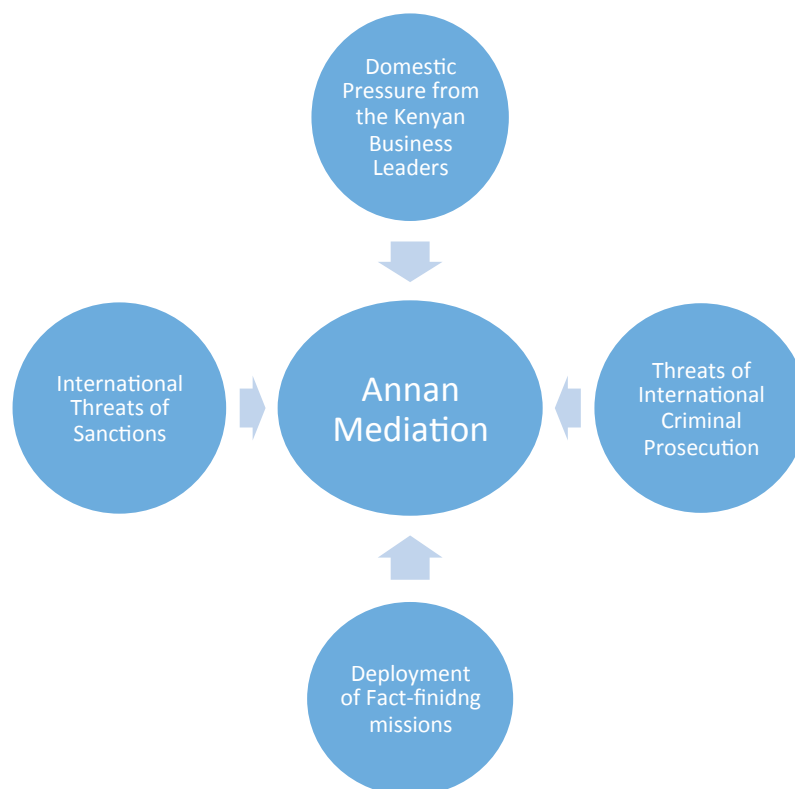 Domestic
Pressure from
the Kenyan
Business
Leaders
International
Threats of
Sanctions
Annan
Mediation
Threats of
International
Criminal
Prosecution
Deployment
of Fact-finidng
missions